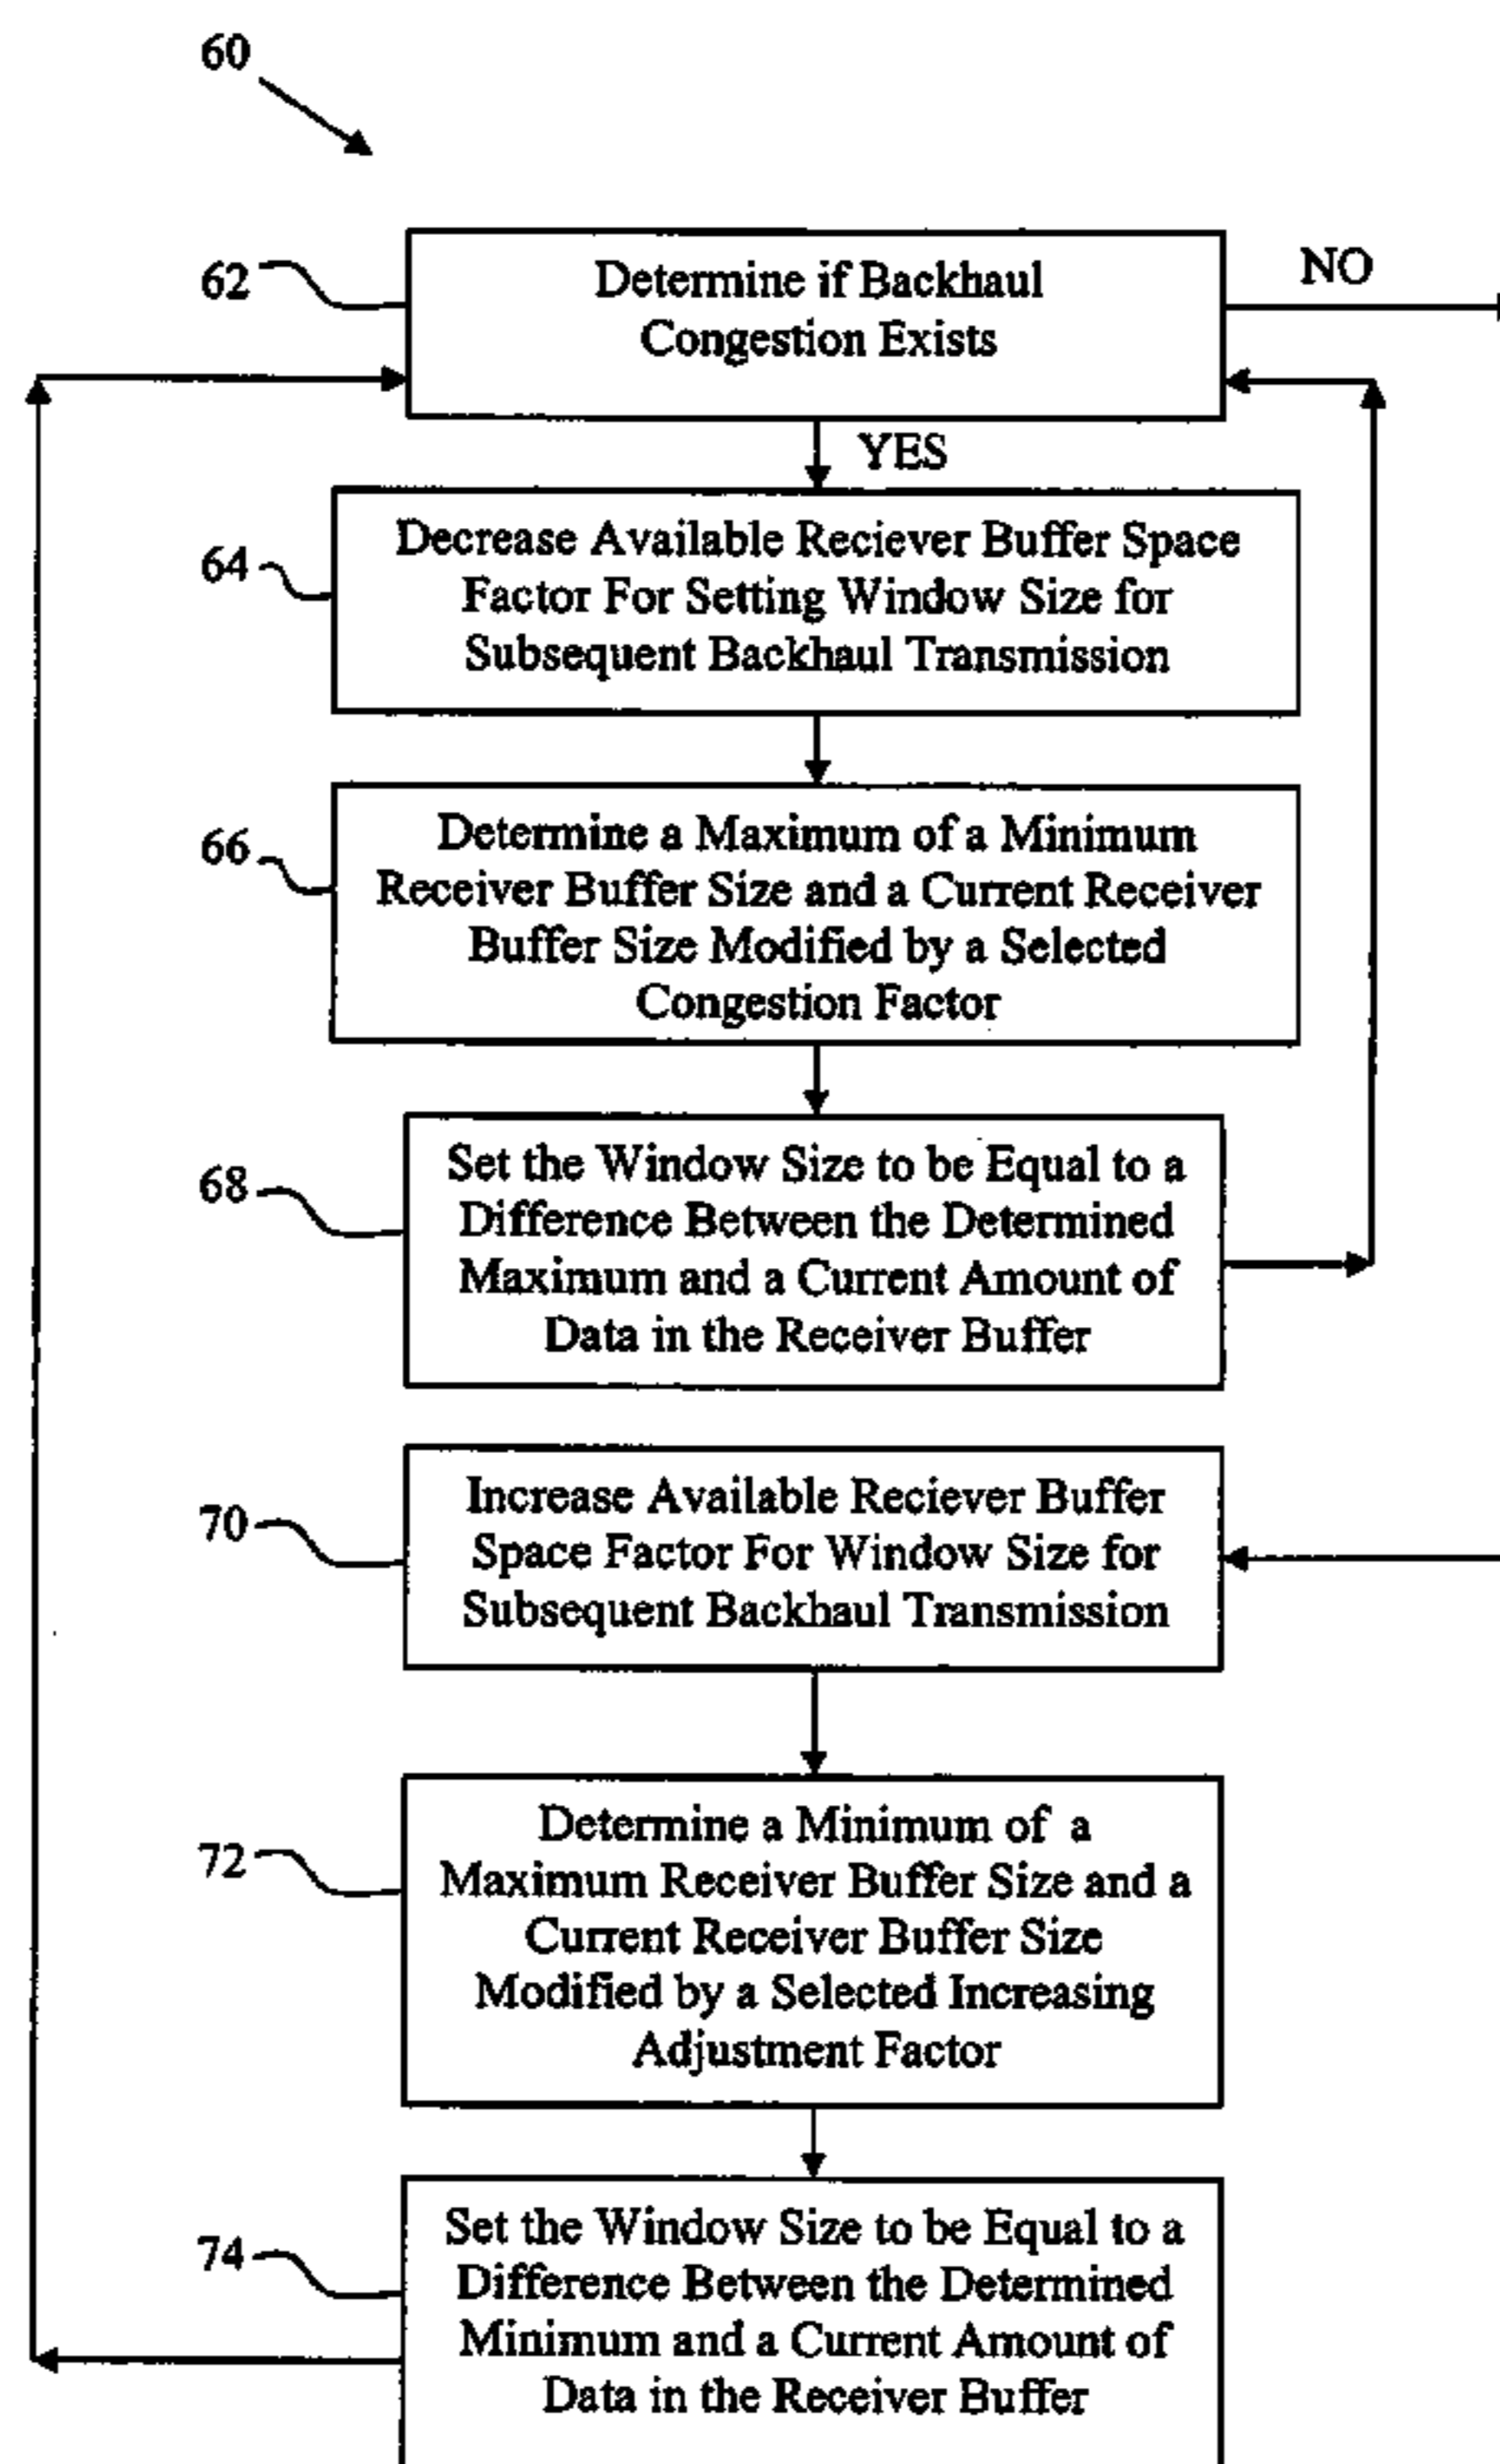 60
62
Determine if Backhaul
Congestion Exists
NO
YES
64
Decrease Available Reciever Buffer Space
Factor For Setting Window Size for
Subsequent Backhaul Transmission
66
Determine a Maximum of a Minimum
Receiver Buffer Size and a Current Receiver
Buffer Size Modified by a Selected
Congestion Factor
68
Set the Window Size to be Equal to a
Difference Between the Determined
Maximum and a Current Amount of
Data in the Receiver Buffer
70
Increase Available Reciever Buffer
Space Factor For Window Size for
Subsequent Backhaul Transmission
72
Determine a Minimum of a
Maximum Receiver Buffer Size and a
Current Receiver Buffer Size
Modified by a Selected Increasing
Adjustment Factor
74
Set the Window Size to be Equal to a
Difference Between the Determined
Minimum and a Current Amount of
Data in the Receiver Buffer